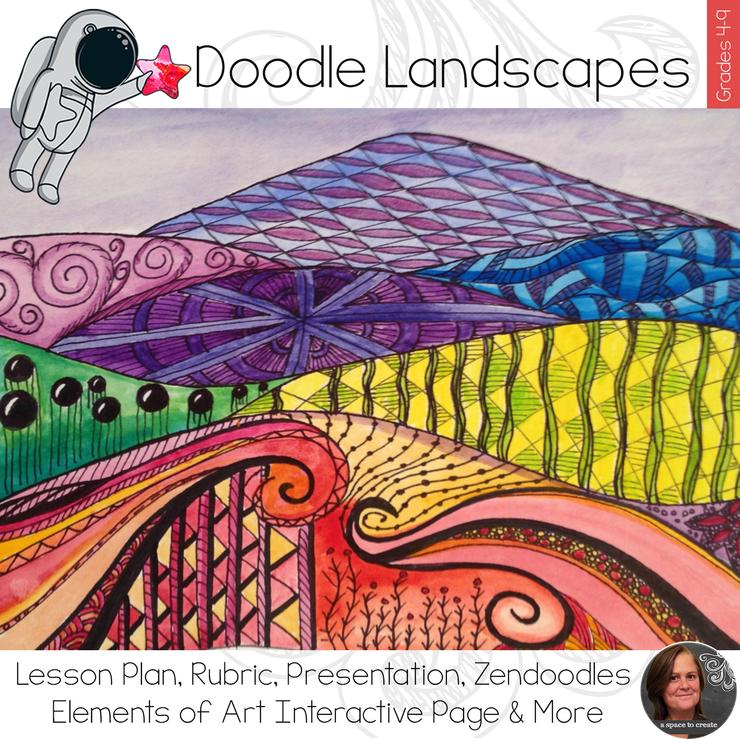 Doodle Landscapes
Grades 4-9
Lesson Plan, Rubric, Presentation, Zendoodles
Elements of Art Interactive Page & More
a space to create